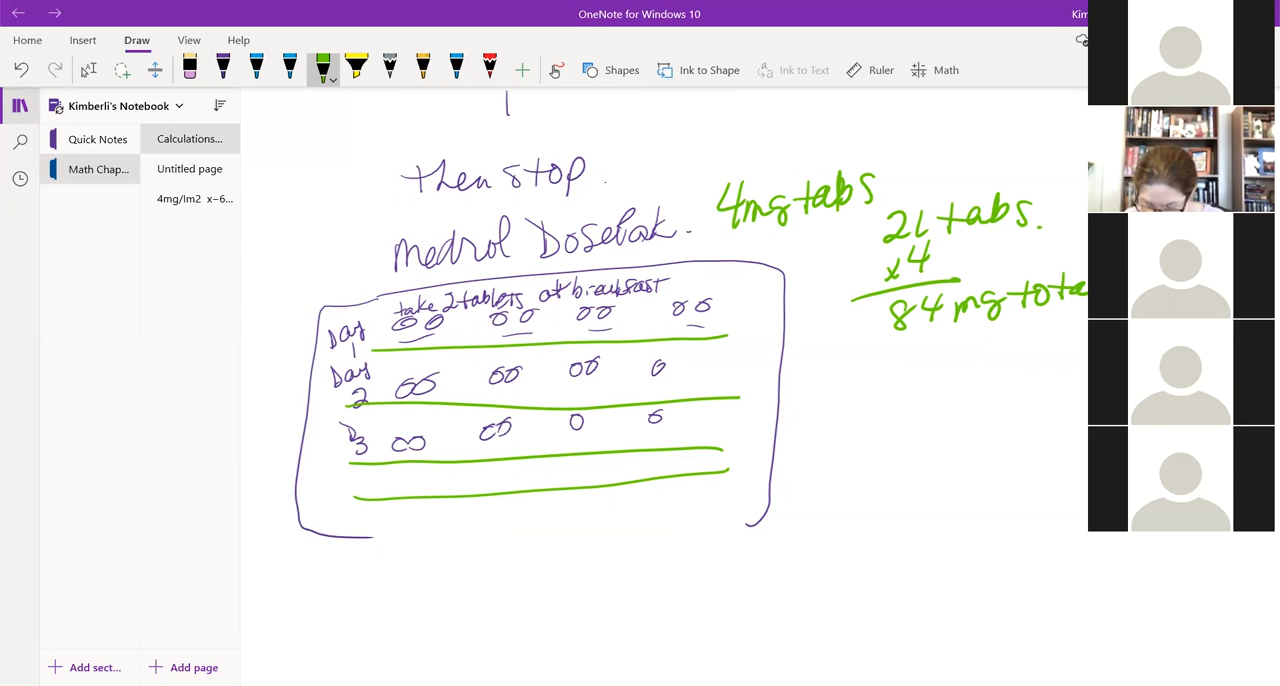 OneNote for Windows 10
Kim
Home Insert Draw View Help
Shapes Ink to Shape Ink to Text Ruler Math
Kimberli's Notebook
Quick Notes
Math Chap...
Calculations...
Untitled page
4mg/lm2 x-6...
then stop.
medrol Dosepak.
4mg tabs
21 tabs.
x4
84 mg tota
take 2 tablets at breakfast
Day
1
Day
2
D
3
Add sect...
Add page